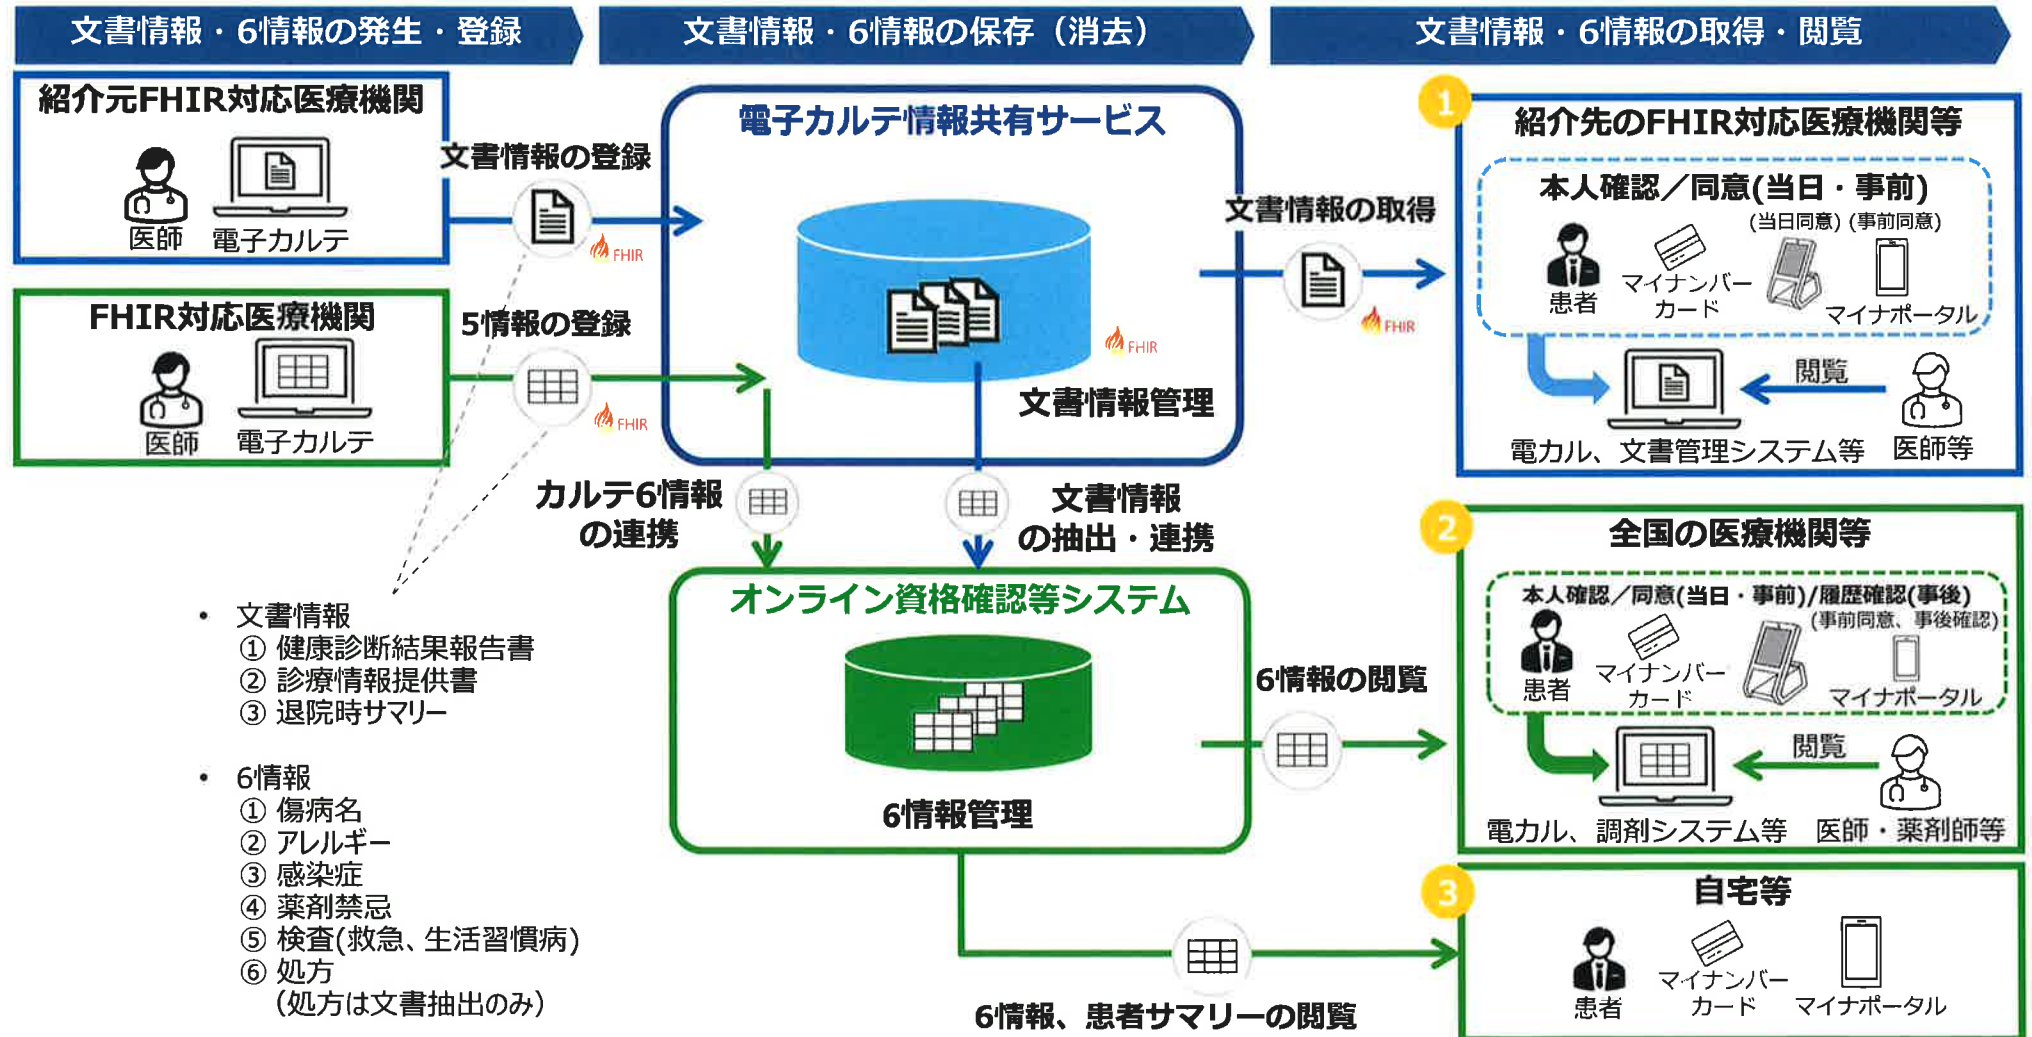 文書情報・6情報の発生・登録
文書情報・6情報の保存（消去）
文書情報・6情報の取得・閲覧
紹介元FHIR対応医療機関
医師
電子カルテ
文書情報の登録
FHIR
FHIR対応医療機関
医師
電子カルテ
5情報の登録
FHIR
電子カルテ情報共有サービス
FHIR
文書情報管理
カルテ6情報
の連携
文書情報
の抽出・連携
オンライン資格確認等システム
6情報管理
文書情報の取得
FHIR
6情報の閲覧
6情報、患者サマリーの閲覧
1
紹介先のFHIR対応医療機関等
本人確認／同意(当日・事前)
(当日同意) (事前同意)
患者
マイナンバー
カード
マイナポータル
閲覧
電カル、文書管理システム等
医師等
2
全国の医療機関等
本人確認／同意(当日・事前)/履歴確認(事後)
(事前同意、事後確認)
患者
マイナンバー
カード
マイナポータル
閲覧
電カル、調剤システム等
医師・薬剤師等
3
自宅等
患者
マイナンバー
カード
マイナポータル
• 文書情報
① 健康診断結果報告書
② 診療情報提供書
③ 退院時サマリー
• 6情報
① 傷病名
② アレルギー
③ 感染症
④ 薬剤禁忌
⑤ 検査(救急、生活習慣病)
⑥ 処方
(処方は文書抽出のみ)